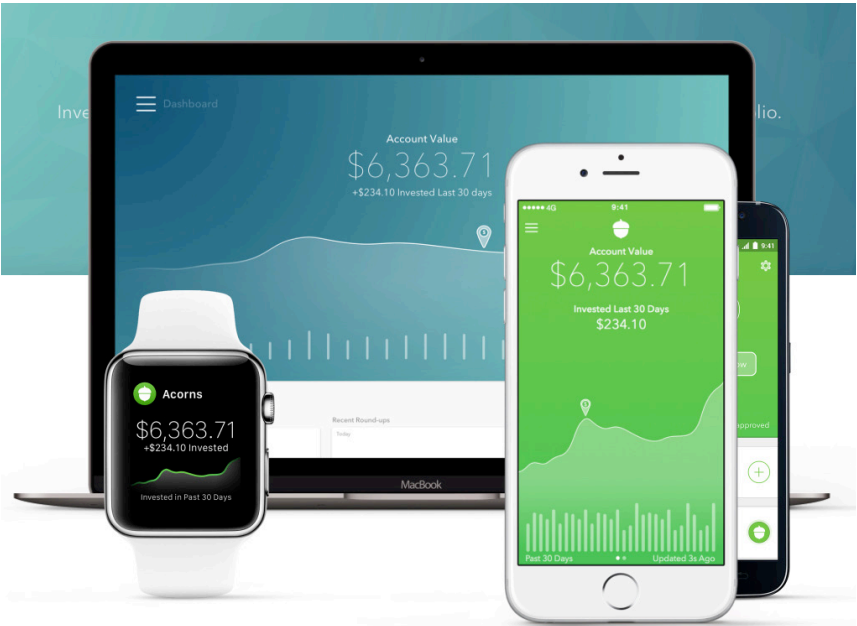 Inve
lio.
Dashboard
Account Value
$6,363.71
+$234.10 Invested Last 30 days
Recent Round-ups
Today
MacBook
Acorns
$6,363.71
+$234.10 Invested
Invested in Past 30 Days
4G 9:41
Account Value
$6,363.71
Invested Last 30 Days
$234.10
Past 30 Days
Updated 3s Ago
9:41
approved